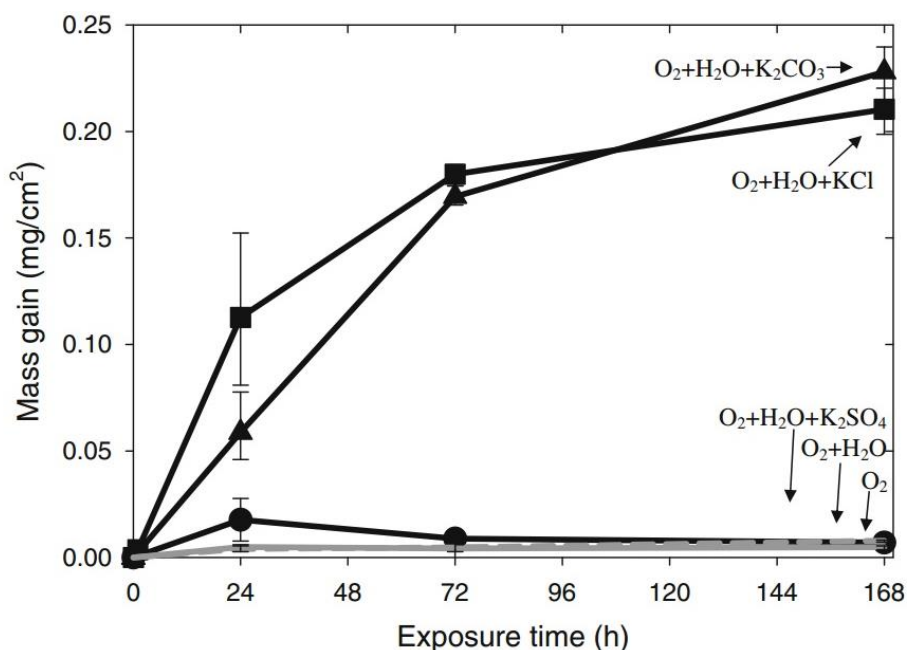 0.25
0.20
0.15
0.10
0.05
0.00
Mass gain (mg/cm²)
O₂+H₂O+K₂CO₃
O₂+H₂O+KCl
O₂+H₂O+K₂SO₄
O₂+H₂O
O₂
0 24 48 72 96 120 144 168
Exposure time (h)